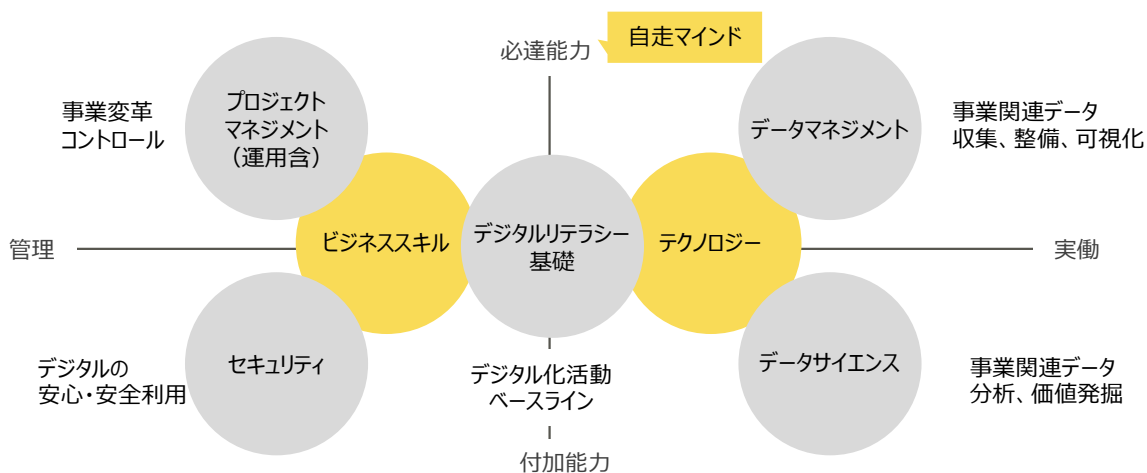 必達能力
自走マインド
事業変革
コントロール
プロジェクト
マネジメント
（運用含）
データマネジメント
事業関連データ
収集、整備、可視化
管理
ビジネススキル
デジタルリテラシー
基礎
テクノロジー
実働
デジタルの
安心・安全利用
セキュリティ
デジタル化活動
ベースライン
データサイエンス
事業関連データ
分析、価値発掘
付加能力